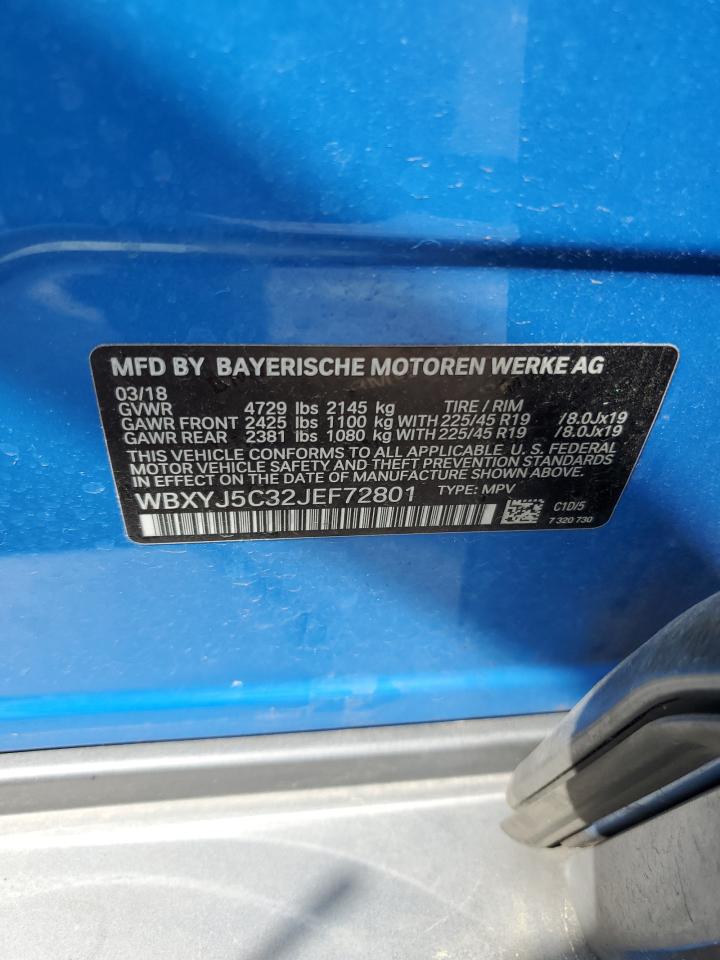 MFD BY BAYERISCHE MOTOREN WERKE AG
03/18
GVWR 4729 lbs 2145 kg TIRE / RIM
GAWR FRONT 2425 lbs 1100 kg WITH 225/45 R19 /8.0Jx19
GAWR REAR 2381 lbs 1080 kg WITH 225/45 R19 /8.0Jx19
THIS VEHICLE CONFORMS TO ALL APPLICABLE U.S. FEDERAL
MOTOR VEHICLE SAFETY AND THEFT PREVENTION STANDARDS
IN EFFECT ON THE DATE OF MANUFACTURE SHOWN ABOVE.
WBXYJ5C32JEF72801 TYPE: MPV
C1D/5
7 320 730